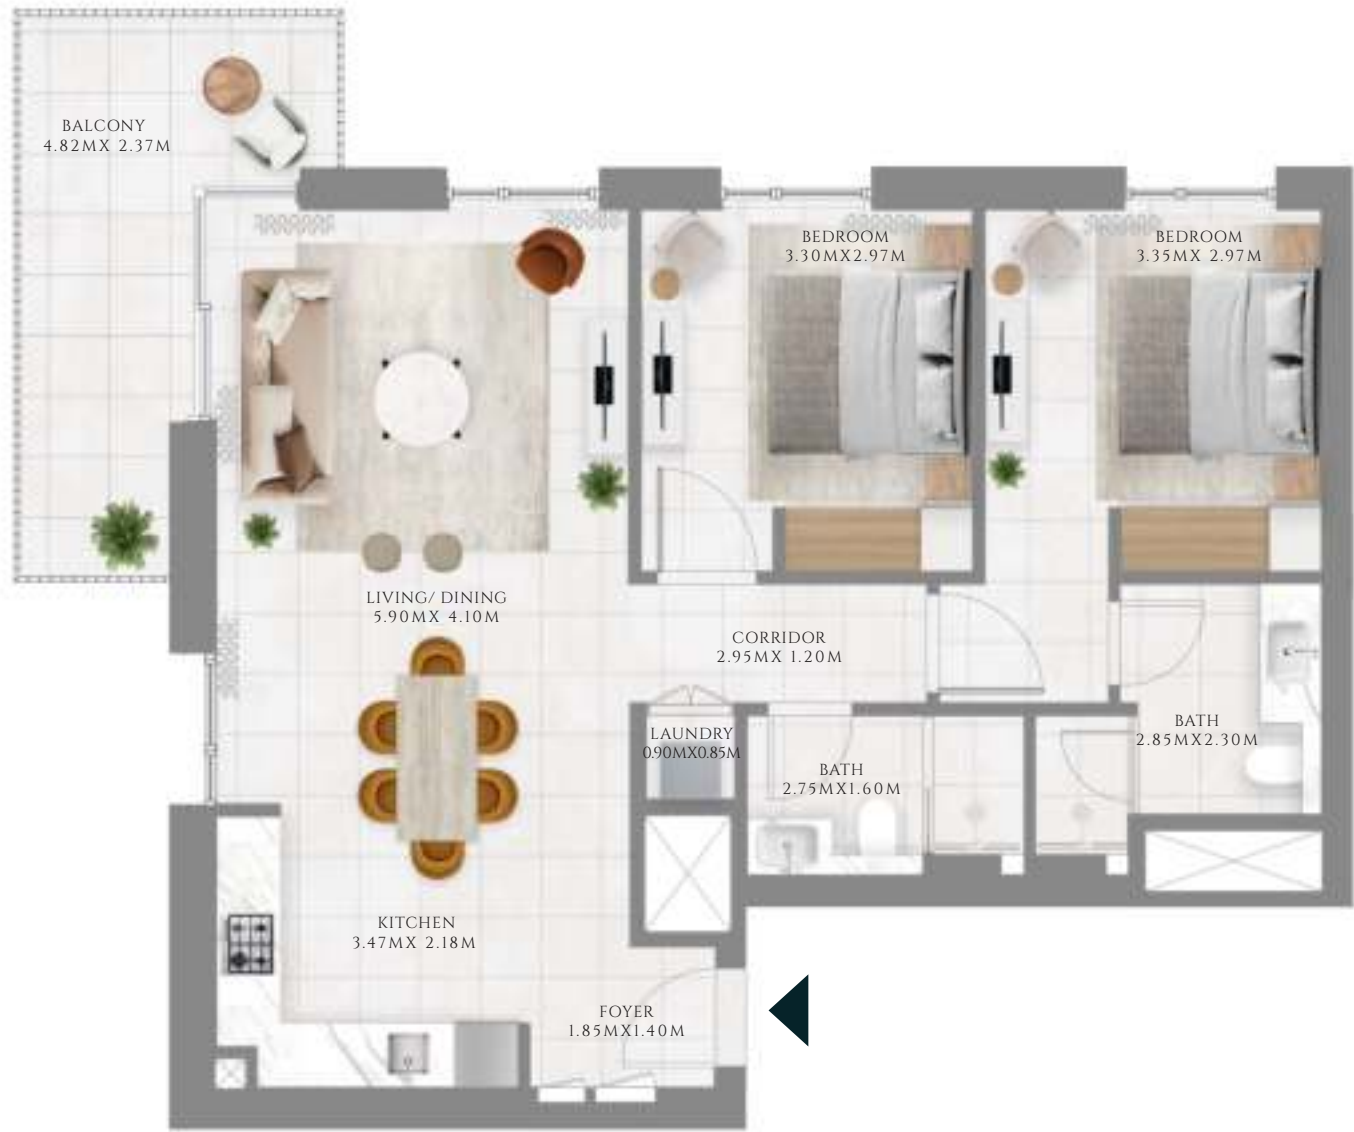 BALCONY
4.82MX 2.37M
BEDROOM
3.30MX2.97M
BEDROOM
3.35MX 2.97M
LIVING/ DINING
5.90MX 4.10M
CORRIDOR
2.95MX 1.20M
LAUNDRY
0.90MX0.85M
BATH
2.75MX1.60M
BATH
2.85MX2.30M
KITCHEN
3.47MX 2.18M
FOYER
1.85MX1.40M